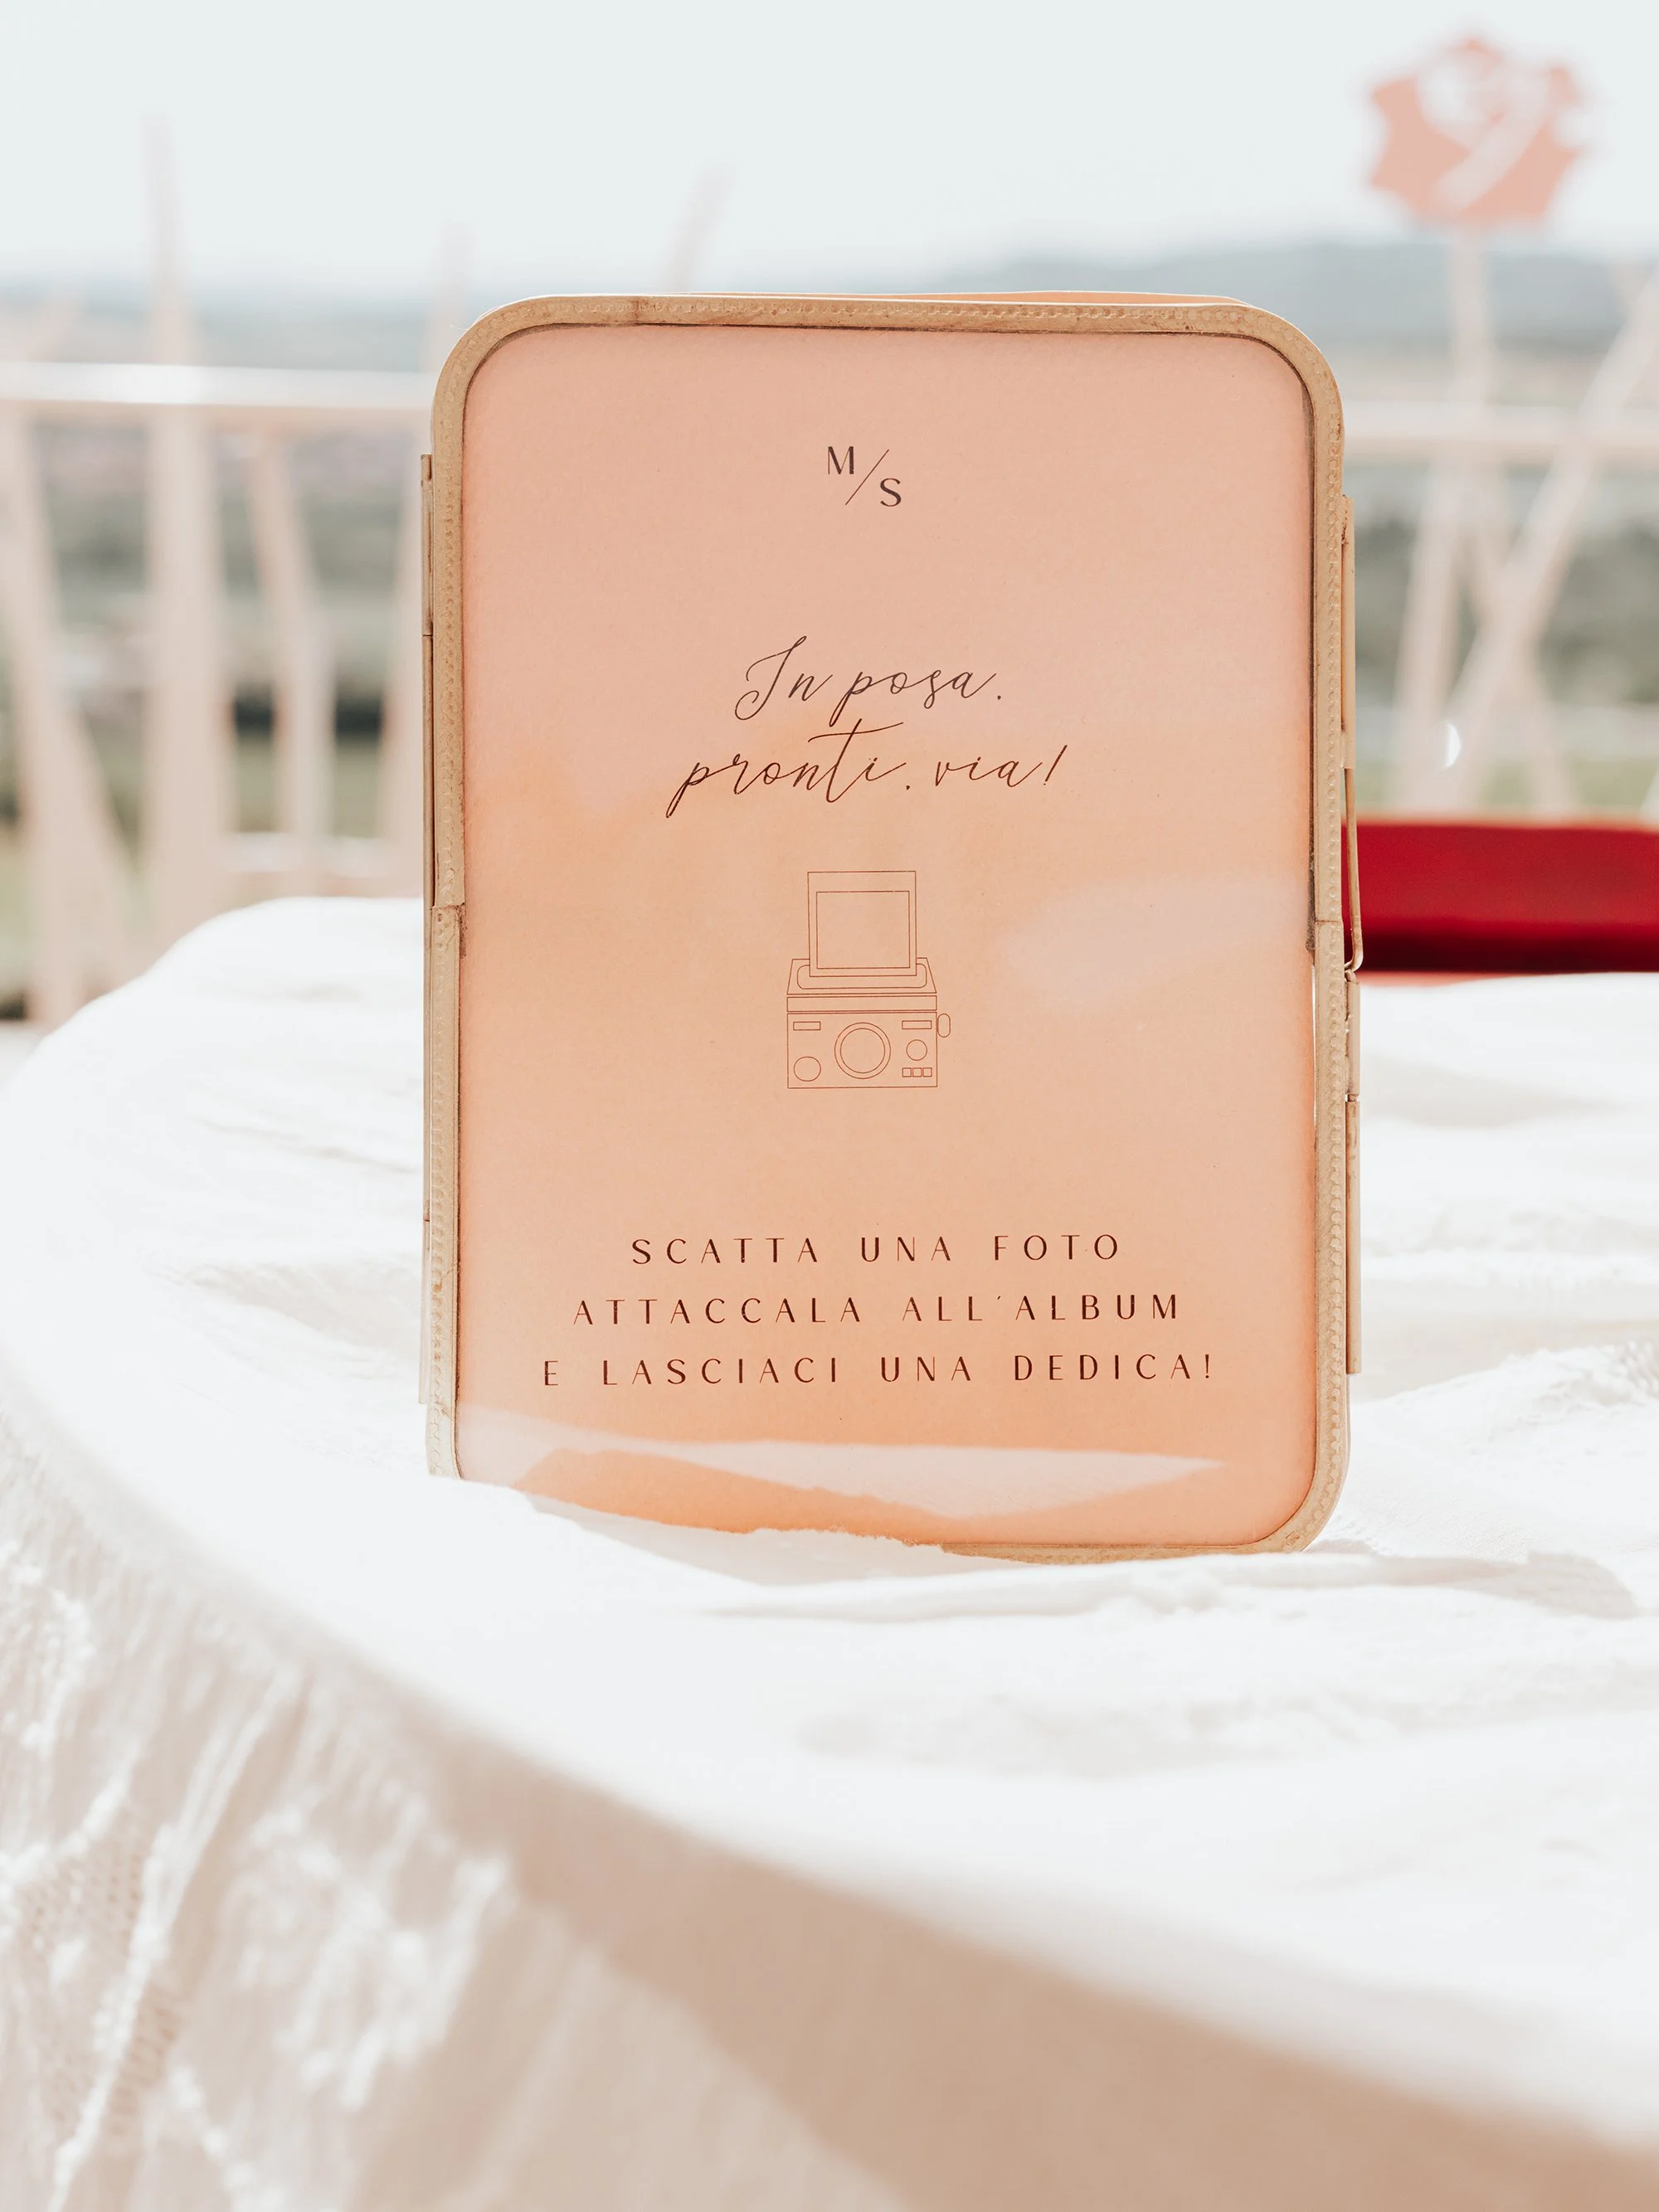 M/S
In posa.
pronti. via!
SCATTA UNA FOTO
ATTACCALA ALL'ALBUM
E LASCIACI UNA DEDICA!